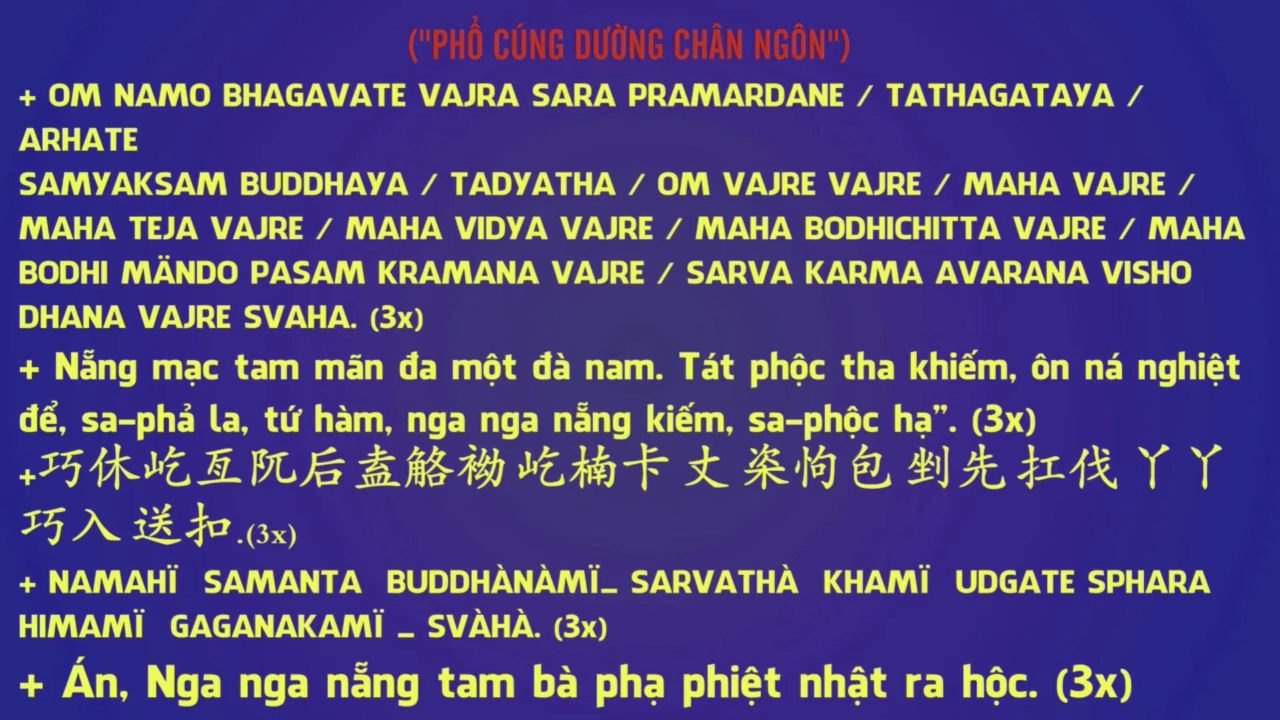 ("PHỔ CÚNG DƯỜNG CHÂN NGÔN")
+ OM NAMO BHAGAVATE VAJRA SARA PRAMARDANE / TATHAGATAYA /
ARHATE
SAMYAKSAM BUDDHAYA / TADYATHA / OM VAJRE VAJRE / MAHA VAJRE /
MAHA TEJA VAJRE / MAHA VIDYA VAJRE / MAHA BODHICHITTA VAJRE / MAHA
BODHI MÄNDO PASAM KRAMANA VAJRE / SARVA KARMA AVARANA VISHO
DHANA VAJRE SVAHA. (3x)
+ Nẵng mạc tam mãn đa một đà nam. Tát phộc tha khiếm, ôn ná nghiệt
để, sa-phả la, tứ hàm, nga nga nẵng kiếm, sa-phộc hạ”. (3x)
+巧休屹亙阢后盍觡袎 屹楠卡 丈 栥怐包 剉先 扛伐 丫丫
巧入 送扣.(3x)
+ NAMAHÏ SAMANTA BUDDHÀNÀMÏ_ SARVATHÀ KHAMÏ UDGATE SPHARA
HIMAMÏ GAGANAKAMÏ _ SVÀHÀ. (3x)
+ Án, Nga nga nẵng tam bà phạ phiệt nhật ra hộc. (3x)